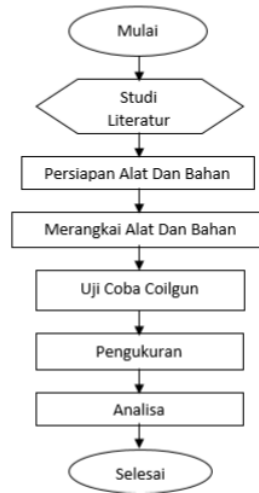 Mulai
Studi
Literatur
Persiapan Alat Dan Bahan
Merangkai Alat Dan Bahan
Uji Coba Coilgun
Pengukuran
Analisa
Selesai